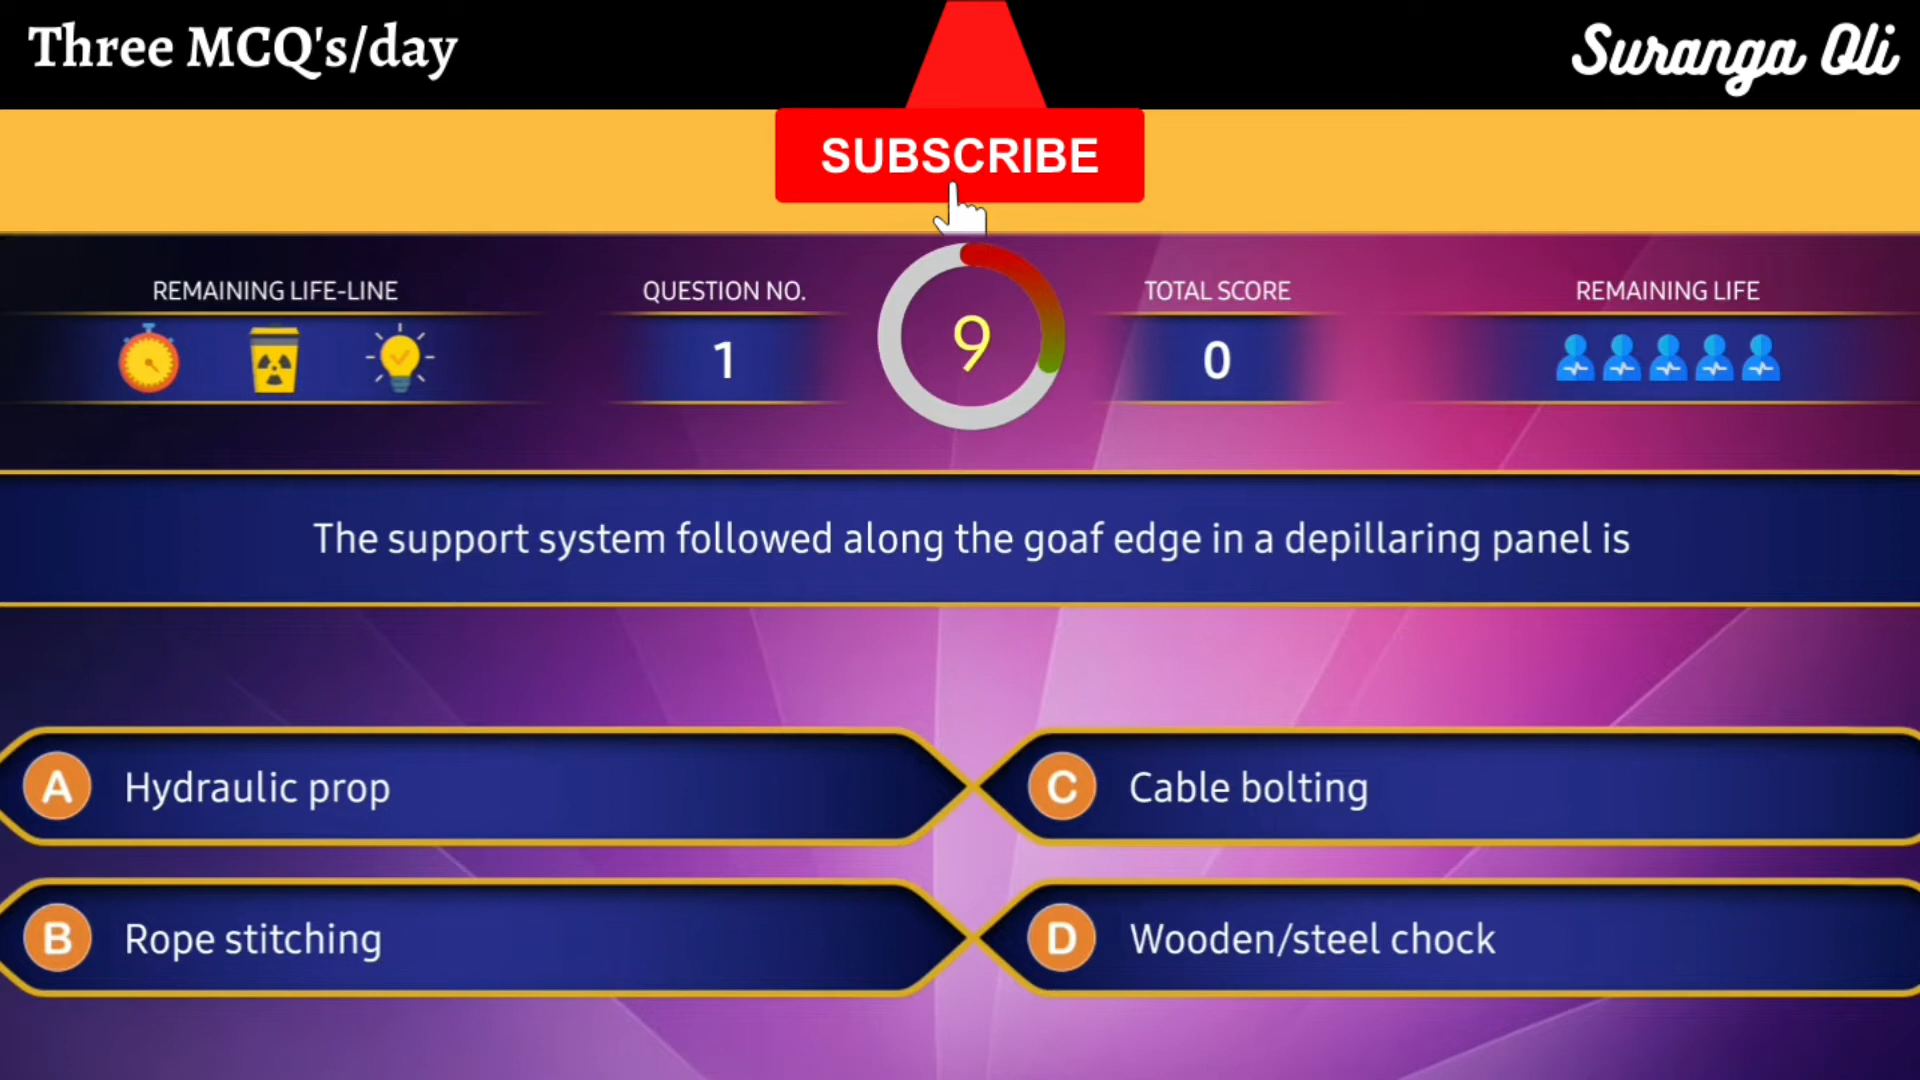 Three MCQ's/day
Suranga Oli
SUBSCRIBE
REMAINING LIFE-LINE
QUESTION NO.
1
9
TOTAL SCORE
0
REMAINING LIFE
The support system followed along the goaf edge in a depillaring panel is
A Hydraulic prop
C Cable bolting
B Rope stitching
D Wooden/steel chock